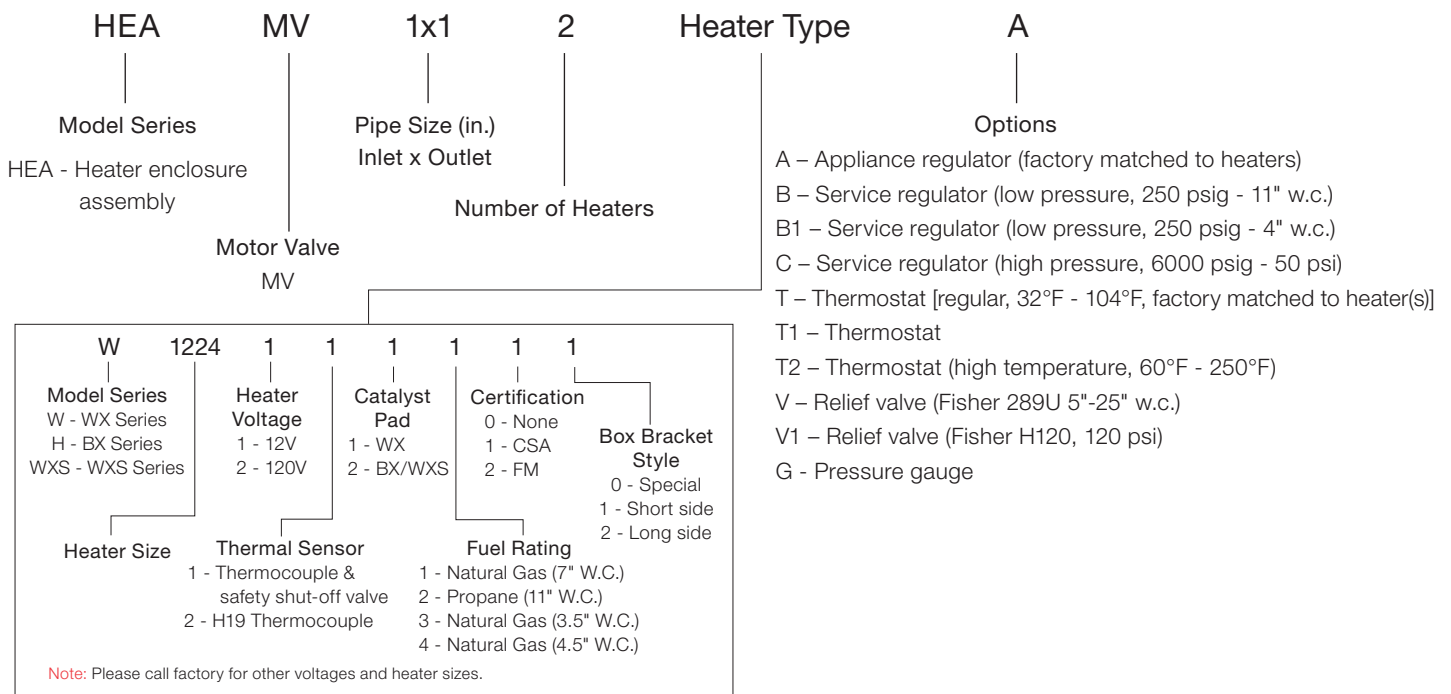 HEA MV 1x1 2 Heater Type A
Model Series
HEA - Heater enclosure
assembly
Motor Valve
MV
Pipe Size (in.)
Inlet x Outlet
Number of Heaters
Options
A – Appliance regulator (factory matched to heaters)
B – Service regulator (low pressure, 250 psig - 11" w.c.)
B1 – Service regulator (low pressure, 250 psig - 4" w.c.)
C – Service regulator (high pressure, 6000 psig - 50 psi)
T – Thermostat [regular, 32°F - 104°F, factory matched to heater(s)]
T1 – Thermostat
T2 – Thermostat (high temperature, 60°F - 250°F)
V – Relief valve (Fisher 289U 5"-25" w.c.)
V1 – Relief valve (Fisher H120, 120 psi)
G - Pressure gauge
W 1224 1 1 1 1 1 1
Model Series
W - WX Series
H - BX Series
WXS - WXS Series
Heater Size
Heater
Voltage
1 - 12V
2 - 120V
Thermal Sensor
1 - Thermocouple &
safety shut-off valve
2 - H19 Thermocouple
Catalyst
Pad
1 - WX
2 - BX/WXS
Fuel Rating
1 - Natural Gas (7" W.C.)
2 - Propane (11" W.C.)
3 - Natural Gas (3.5" W.C.)
4 - Natural Gas (4.5" W.C.)
Certification
0 - None
1 - CSA
2 - FM
Box Bracket
Style
0 - Special
1 - Short side
2 - Long side
Note: Please call factory for other voltages and heater sizes.